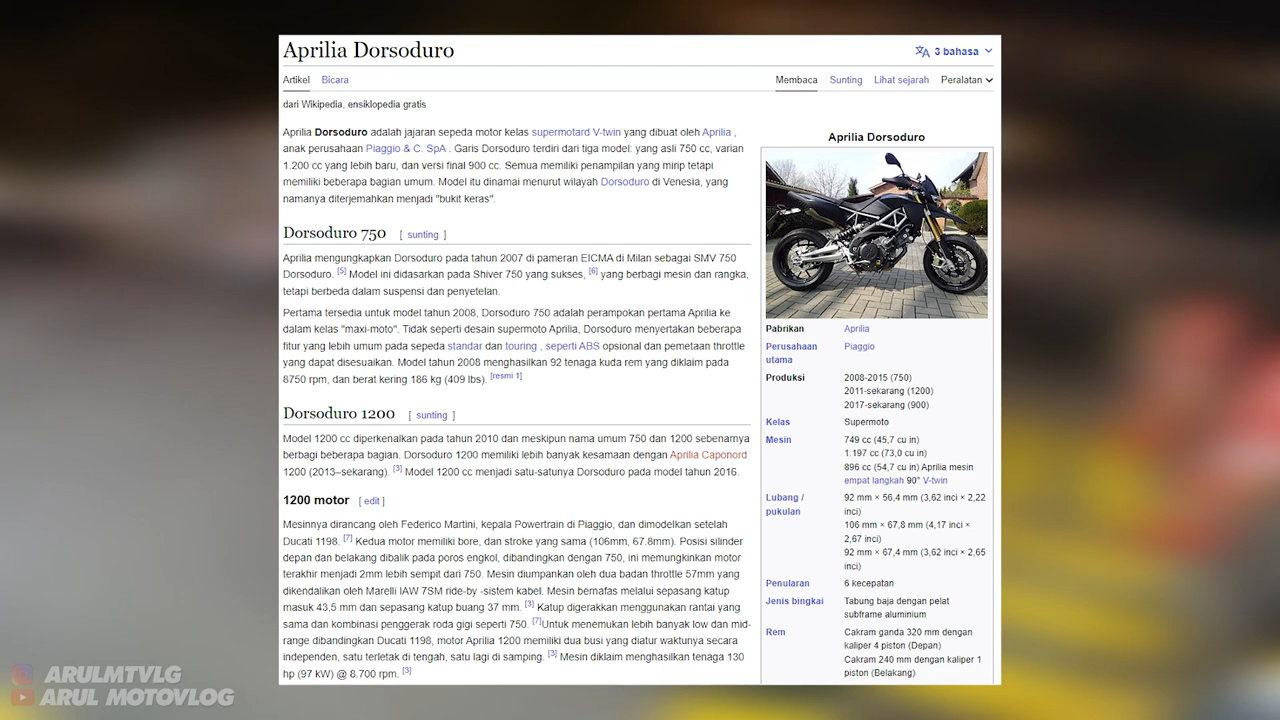 Aprilia Dorsoduro
3 bahasa
Artikel Bicara
Membaca Sunting Lihat sejarah Peralatan
dari Wikipedia, ensiklopedia gratis
Aprilia Dorsoduro adalah jajaran sepeda motor kelas supermotard V-twin yang dibuat oleh Aprilia ,
anak perusahaan Piaggio & C. SpA . Garis Dorsoduro terdiri dari tiga model: yang asli 750 cc, varian
1.200 cc yang lebih baru, dan versi final 900 cc. Semua memiliki penampilan yang mirip tetapi
memiliki beberapa bagian umum. Model itu dinamai menurut wilayah Dorsoduro di Venesia, yang
namanya diterjemahkan menjadi "bukit keras".
Dorsoduro 750 [ sunting ]
Aprilia mengungkapkan Dorsoduro pada tahun 2007 di pameran EICMA di Milan sebagai SMV 750
Dorsoduro. [5] Model ini didasarkan pada Shiver 750 yang sukses, [6] yang berbagi mesin dan rangka,
tetapi berbeda dalam suspensi dan penyetelan.
Pertama tersedia untuk model tahun 2008, Dorsoduro 750 adalah perampokan pertama Aprilia ke
dalam kelas "maxi-moto". Tidak seperti desain supermoto Aprilia, Dorsoduro menyertakan beberapa
fitur yang lebih umum pada sepeda standar dan touring , seperti ABS opsional dan pemetaan throttle
yang dapat disesuaikan. Model tahun 2008 menghasilkan 92 tenaga kuda rem yang diklaim pada
8750 rpm, dan berat kering 186 kg (409 lbs). [resmi 1]
Dorsoduro 1200 [ sunting ]
Model 1200 cc diperkenalkan pada tahun 2010 dan meskipun nama umum 750 dan 1200 sebenarnya
berbagi beberapa bagian. Dorsoduro 1200 memiliki lebih banyak kesamaan dengan Aprilia Caponord
1200 (2013–sekarang). [3] Model 1200 cc menjadi satu-satunya Dorsoduro pada model tahun 2016.
1200 motor [ edit ]
Mesinnya dirancang oleh Federico Martini, kepala Powertrain di Piaggio, dan dimodelkan setelah
Ducati 1198. [7] Kedua motor memiliki bore, dan stroke yang sama (106mm, 67.8mm). Posisi silinder
depan dan belakang dibalik pada poros engkol, dibandingkan dengan 750, ini memungkinkan motor
terakhir menjadi 2mm lebih sempit dari 750. Mesin diumpankan oleh dua badan throttle 57mm yang
dikendalikan oleh Marelli IAW 7SM ride-by -sistem kabel. Mesin bernafas melalui sepasang katup
masuk 43,5 mm dan sepasang katup buang 37 mm. [3] Katup digerakkan menggunakan rantai yang
sama dan kombinasi penggerak roda gigi seperti 750. [7]Untuk menemukan lebih banyak low dan mid-
range dibandingkan Ducati 1198, motor Aprilia 1200 memiliki dua busi yang diatur waktunya secara
independen, satu terletak di tengah, satu lagi di samping. [3] Mesin diklaim menghasilkan tenaga 130
hp (97 kW) @ 8.700 rpm. [3]
Aprilia Dorsoduro
Pabrikan Aprilia
Perusahaan utama Piaggio
Produksi 2008-2015 (750)
2011-sekarang (1200)
2017-sekarang (900)
Kelas Supermoto
Mesin 749 cc (45,7 cu in)
1.197 cc (73,0 cu in)
896 cc (54,7 cu in) Aprilia mesin
empat langkah 90° V-twin
Lubang / pukulan 92 mm × 56,4 mm (3,62 inci × 2,22
inci)
106 mm × 67,8 mm (4,17 inci ×
2,67 inci)
92 mm × 67,4 mm (3,62 inci × 2,65
inci)
Penularan 6 kecepatan
Jenis bingkai Tabung baja dengan pelat
subframe aluminium
Rem Cakram ganda 320 mm dengan
kaliper 4 piston (Depan)
Cakram 240 mm dengan kaliper 1
piston (Belakang)
ARULMTVLG
ARUL MOTOVLOG